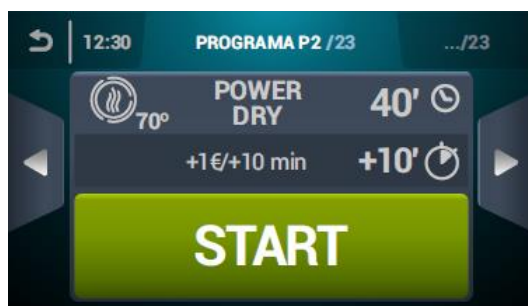 12:30 PROGRAMA P2 /23 .../23
70º POWER DRY 40'
+1€/+10 min +10'
START